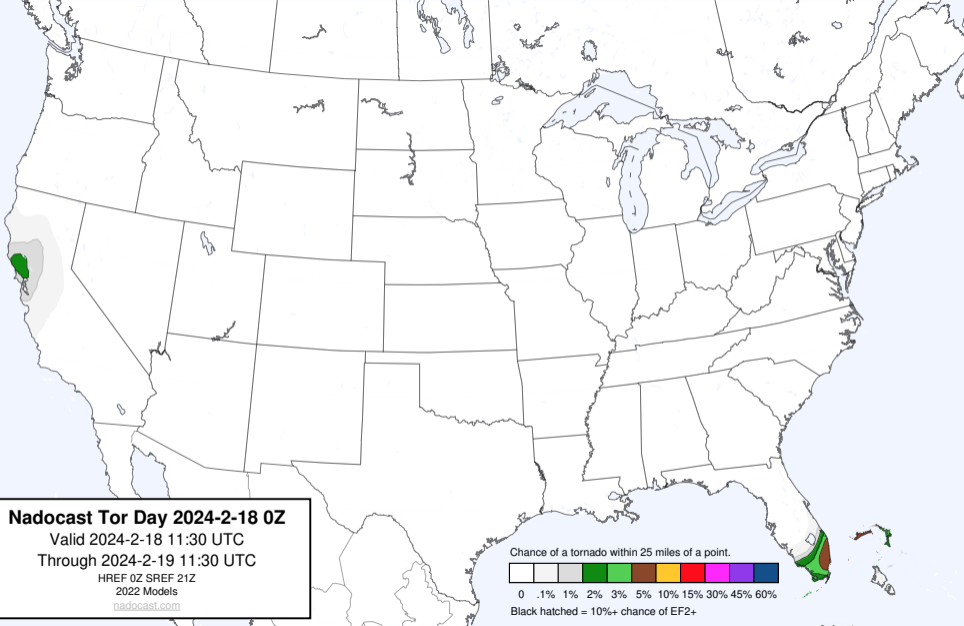 Nadocast Tor Day 2024-2-18 0Z
Valid 2024-2-18 11:30 UTC
Through 2024-2-19 11:30 UTC
HREF 0Z SREF 21Z
2022 Models
nadocast.com
Chance of a tornado within 25 miles of a point.
0 .1% 1% 2% 3% 5% 10% 15% 30% 45% 60%
Black hatched = 10%+ chance of EF2+